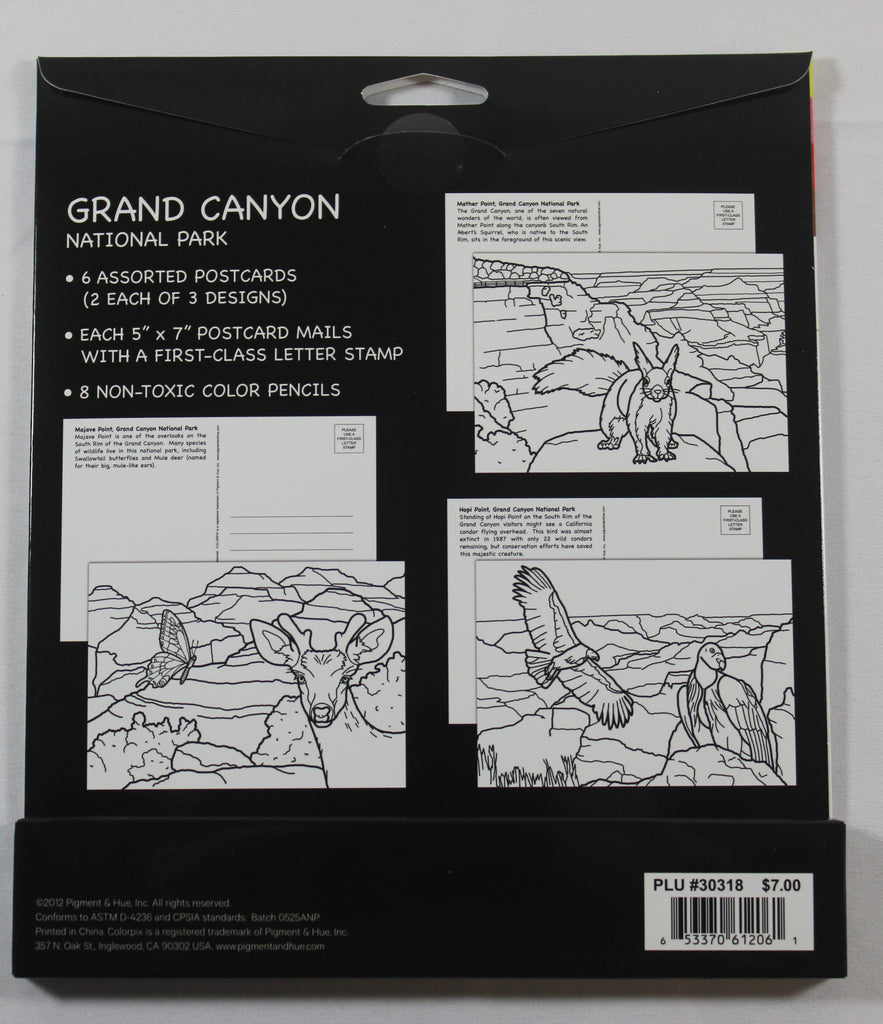 GRAND CANYON
NATIONAL PARK
• 6 ASSORTED POSTCARDS
(2 EACH OF 3 DESIGNS)
• EACH 5" x 7" POSTCARD MAILS
WITH A FIRST-CLASS LETTER STAMP
• 8 NON-TOXIC COLOR PENCILS
Mather Point, Grand Canyon National Park
The Grand Canyon, one of the seven natural
wonders of the world, is often viewed from
Mather Point along the canyon's South Rim. An
Abert's Squirrel, who is native to the South
Rim, sits in the foreground of this scenic view.
PLEASE
USE A
FIRST-CLASS
LETTER
STAMP
Mojave Point, Grand Canyon National Park
Mojave Point is one of the overlooks on the
South Rim of the Grand Canyon. Many species
of wildlife live in this national park, including
Swallowtail butterflies and Mule deer (named
for their big, mule-like ears).
PLEASE
USE A
FIRST-CLASS
LETTER
STAMP
Hopi Point, Grand Canyon National Park
Standing at Hopi Point on the South Rim of the
Grand Canyon visitors might see a California
condor flying overhead. This bird was almost
extinct in 1987 with only 22 wild condors
remaining, but conservation efforts have saved
this majestic creature.
PLEASE
USE A
FIRST-CLASS
LETTER
STAMP
©2012 Pigment & Hue, Inc. All rights reserved.
Conforms to ASTM D-4236 and CPSIA standards. Batch 0525ANP
Printed in China. Colorpix is a registered trademark of Pigment & Hue, Inc.
357 N. Oak St., Inglewood, CA 90302 USA. www.pigmentandhue.com
PLU #30318 $7.00
6 53370 61206 1